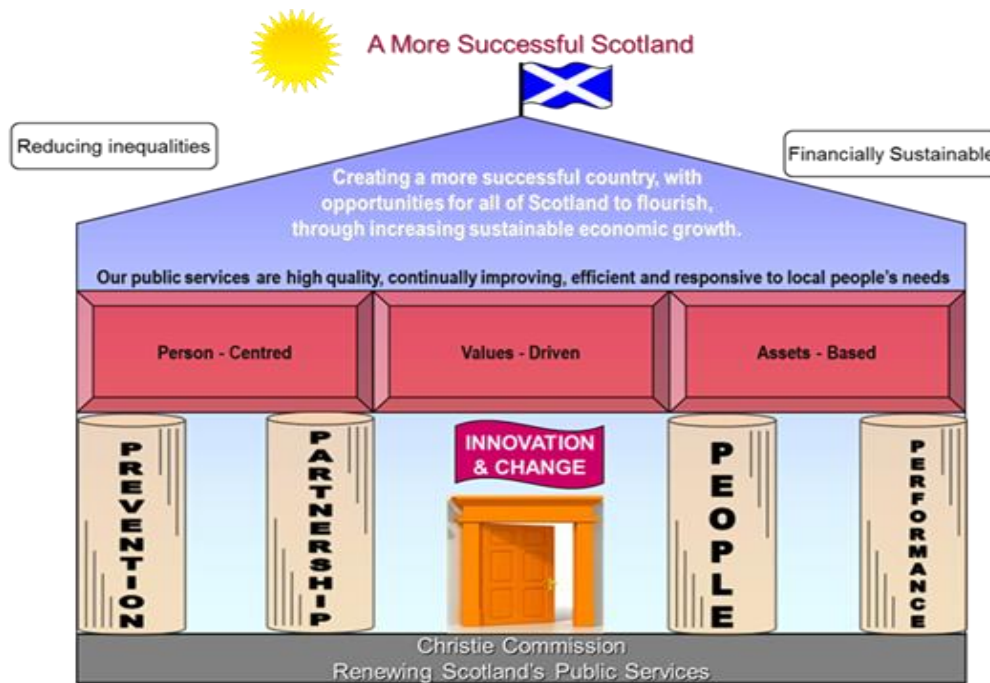 A More Successful Scotland
Reducing inequalities
Financially Sustainable
Creating a more successful country, with
opportunities for all of Scotland to flourish,
through increasing sustainable economic growth.
Our public services are high quality, continually improving, efficient and responsive to local people's needs
Person - Centred
Values - Driven
Assets - Based
PREVENTION
PARTNERSHIP
INNOVATION
& CHANGE
PEOPLE
PERFORMANCE
Christie Commission
Renewing Scotland's Public Services